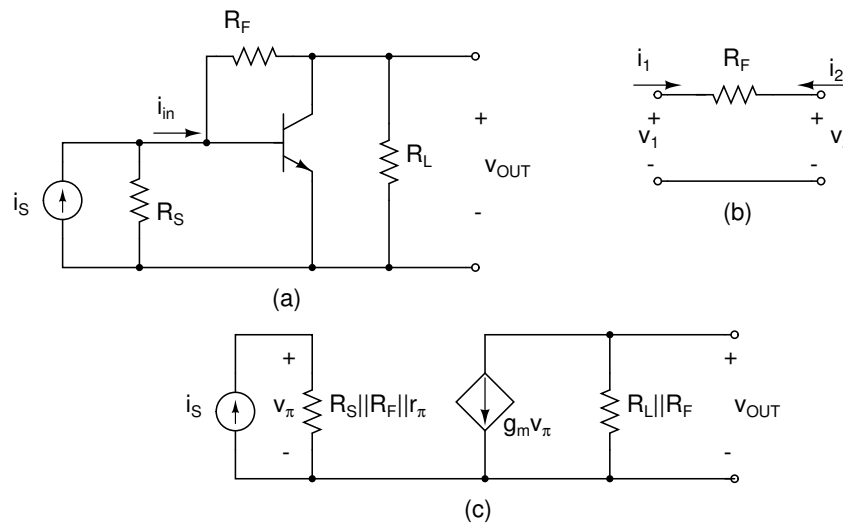 R_F
i_in
i_S
R_S
R_L
+
v_OUT
-
(a)
i_1
R_F
i_2
+
v_1
-
+
v
-
(b)
i_S
+
v_π
-
R_S||R_F||r_π
g_mv_π
R_L||R_F
+
v_OUT
-
(c)